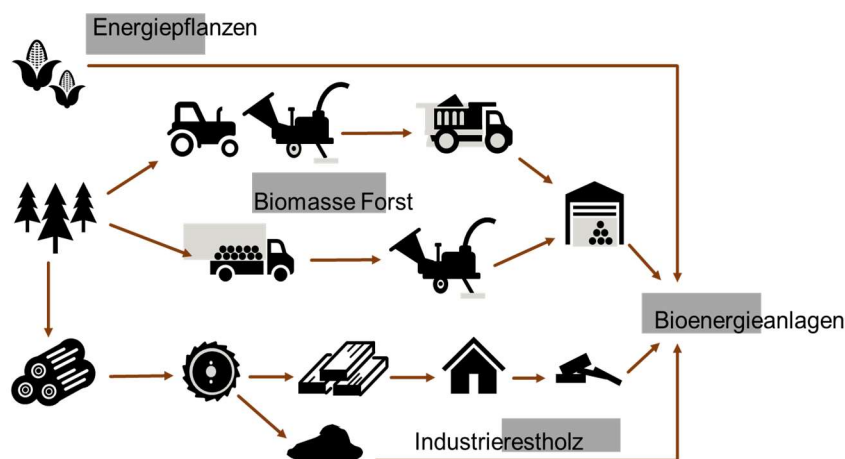 Energiepflanzen
Biomasse Forst
Bioenergieanlagen
Industrierestholz